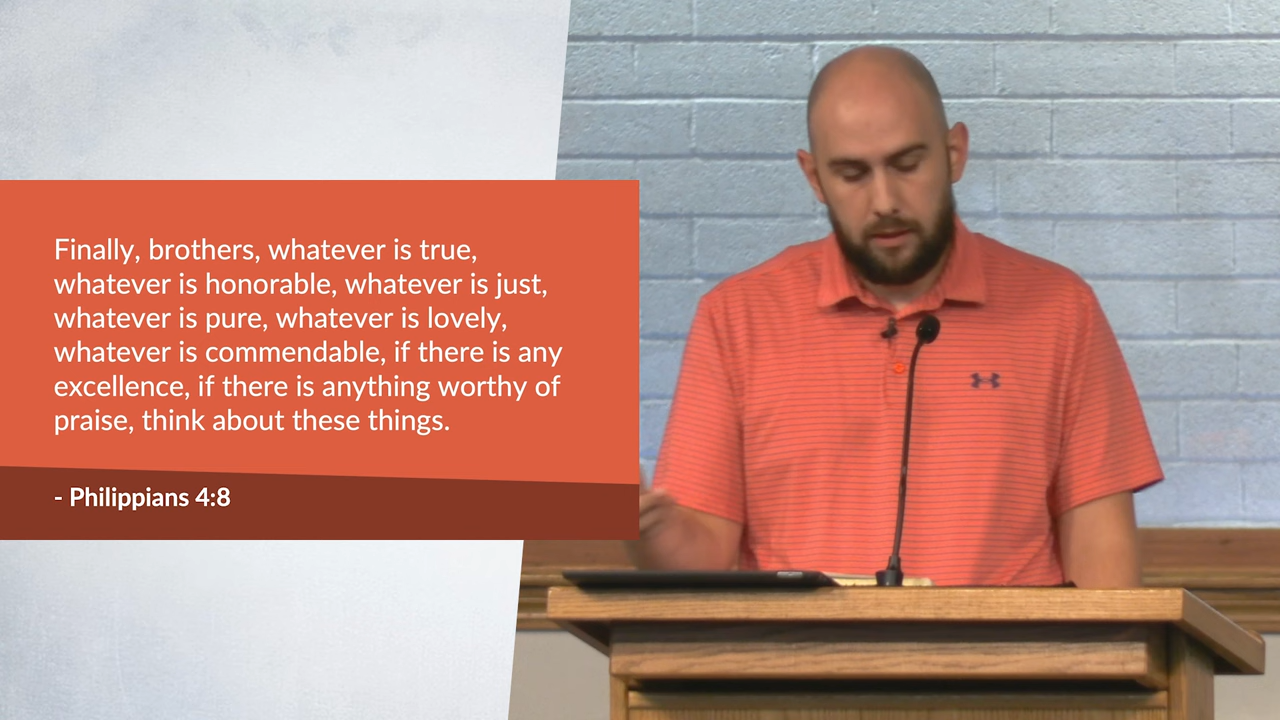 Finally, brothers, whatever is true,
whatever is honorable, whatever is just,
whatever is pure, whatever is lovely,
whatever is commendable, if there is any
excellence, if there is anything worthy of
praise, think about these things.
- Philippians 4:8